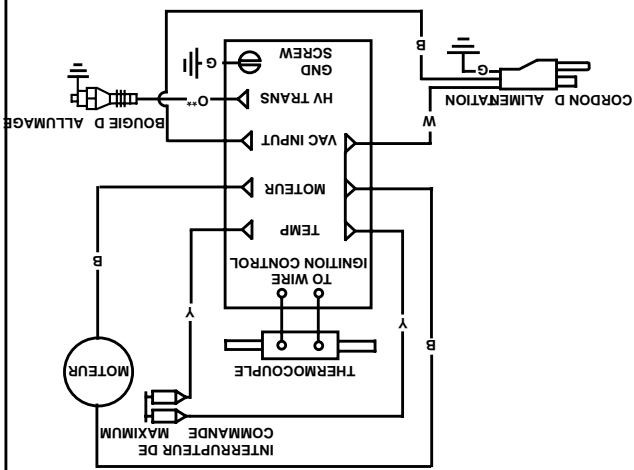 INTERRUPTEUR DE
COMMANDE MAXIMUM
THERMOCOUPLE
MOTEUR
B
Y
Y
TO WIRE
IGNITION CONTROL
B
TEMP
MOTEUR
VAC INPUT
W
BOUGIE D ALLUMAGE
CORDON D ALIMENTATION
HV TRANS
O**
G
GND
SCREW
G
B